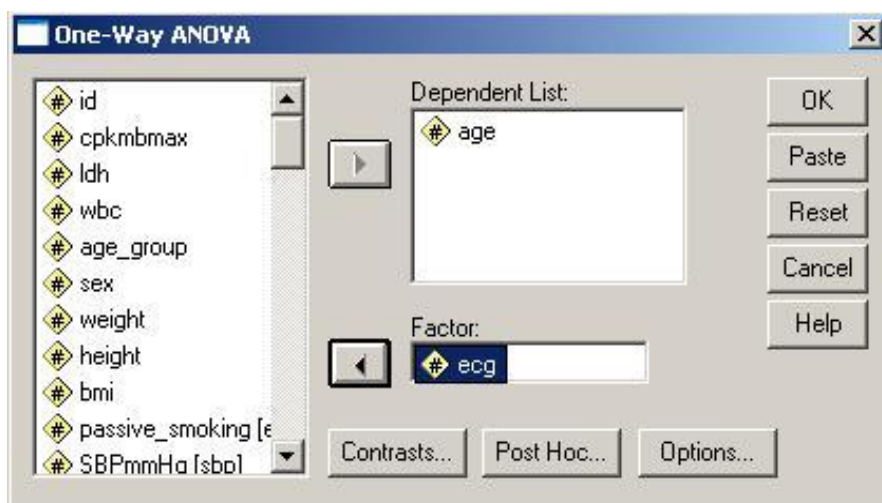 One-Way ANOVA
# id
# cpkmbmax
# ldh
# wbc
# age_group
# sex
# weight
# height
# bmi
# passive_smoking [e
# SBPmmHg [sbp]
Dependent List:
# age
Factor:
# ecg
OK
Paste
Reset
Cancel
Help
Contrasts...
Post Hoc...
Options...